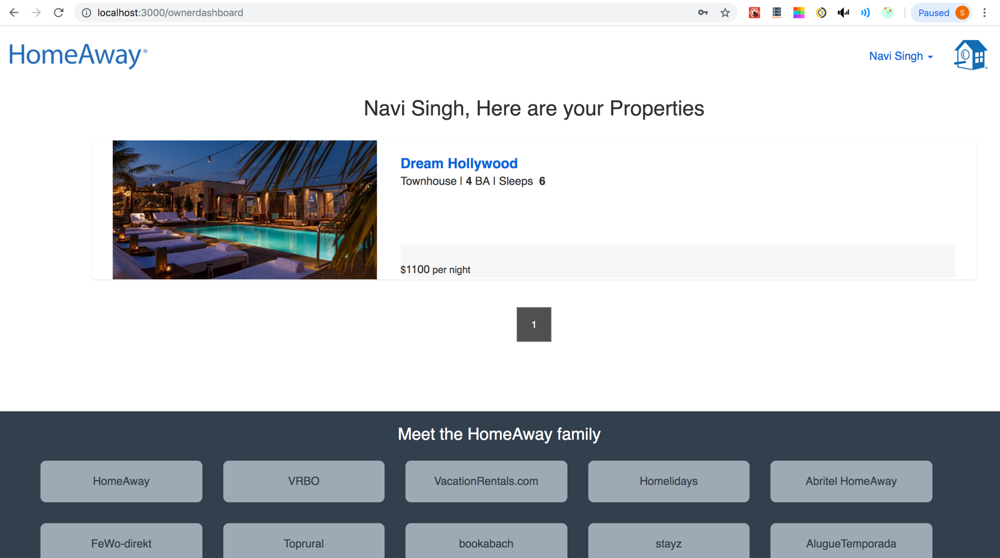 localhost:3000/ownerdashboard
Paused S
HomeAway®
Navi Singh
Navi Singh, Here are your Properties
Dream Hollywood
Townhouse | 4 BA | Sleeps 6
$1100 per night
1
Meet the HomeAway family
HomeAway
VRBO
VacationRentals.com
Homelidays
Abritel HomeAway
FeWo-direkt
Toprural
bookabach
stayz
AlugueTemporada